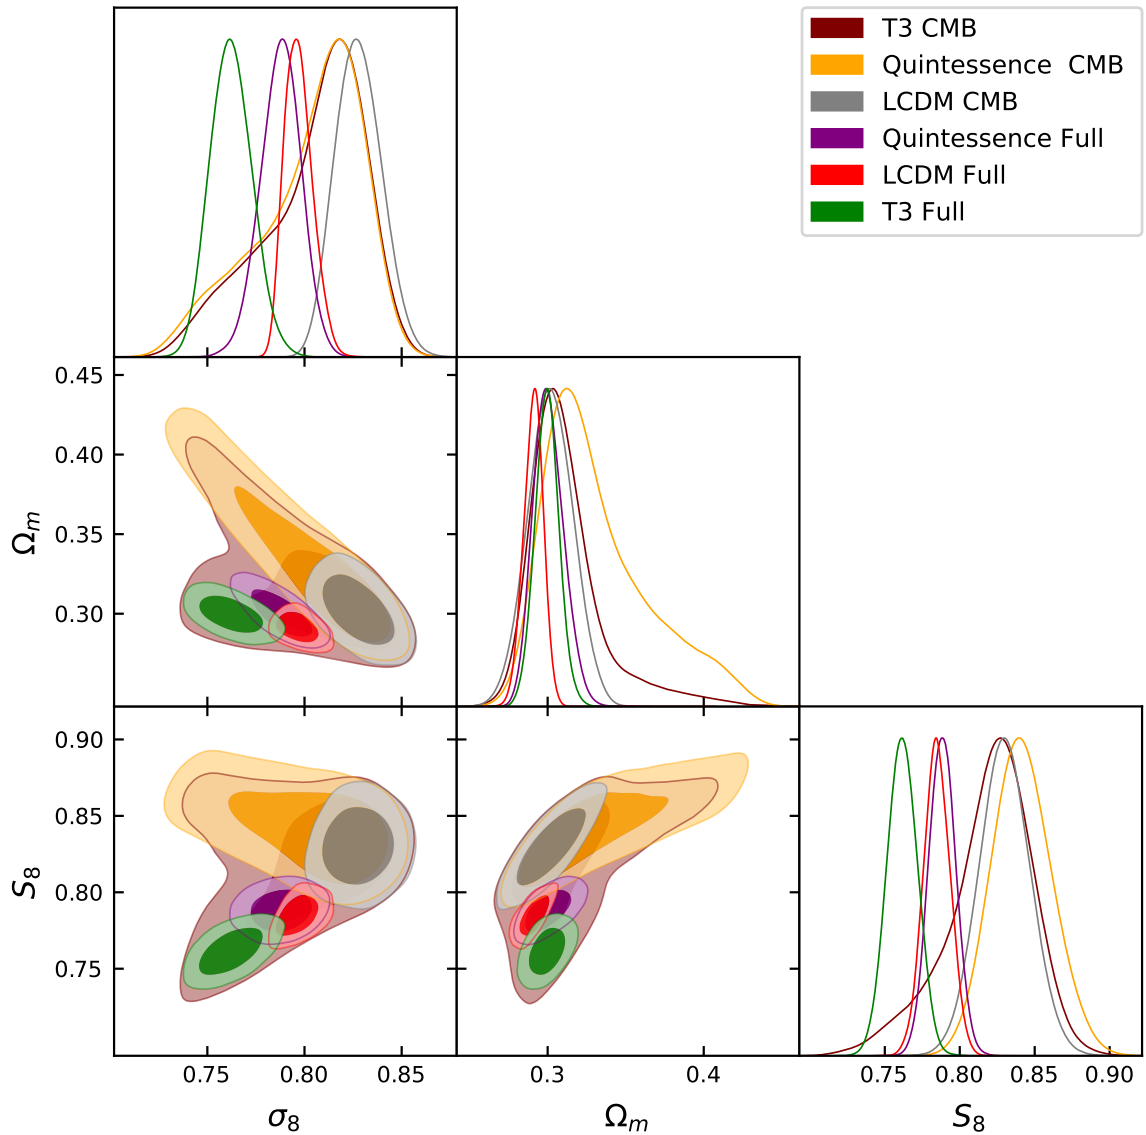 T3 CMB
Quintessence  CMB
LCDM CMB
Quintessence Full
LCDM Full
T3 Full
0.45
0.40
0.35
0.30
Ωm
0.90
0.85
0.80
0.75
S8
0.75 0.80 0.85
0.3 0.4
0.75 0.80 0.85 0.90
σ8
Ωm
S8